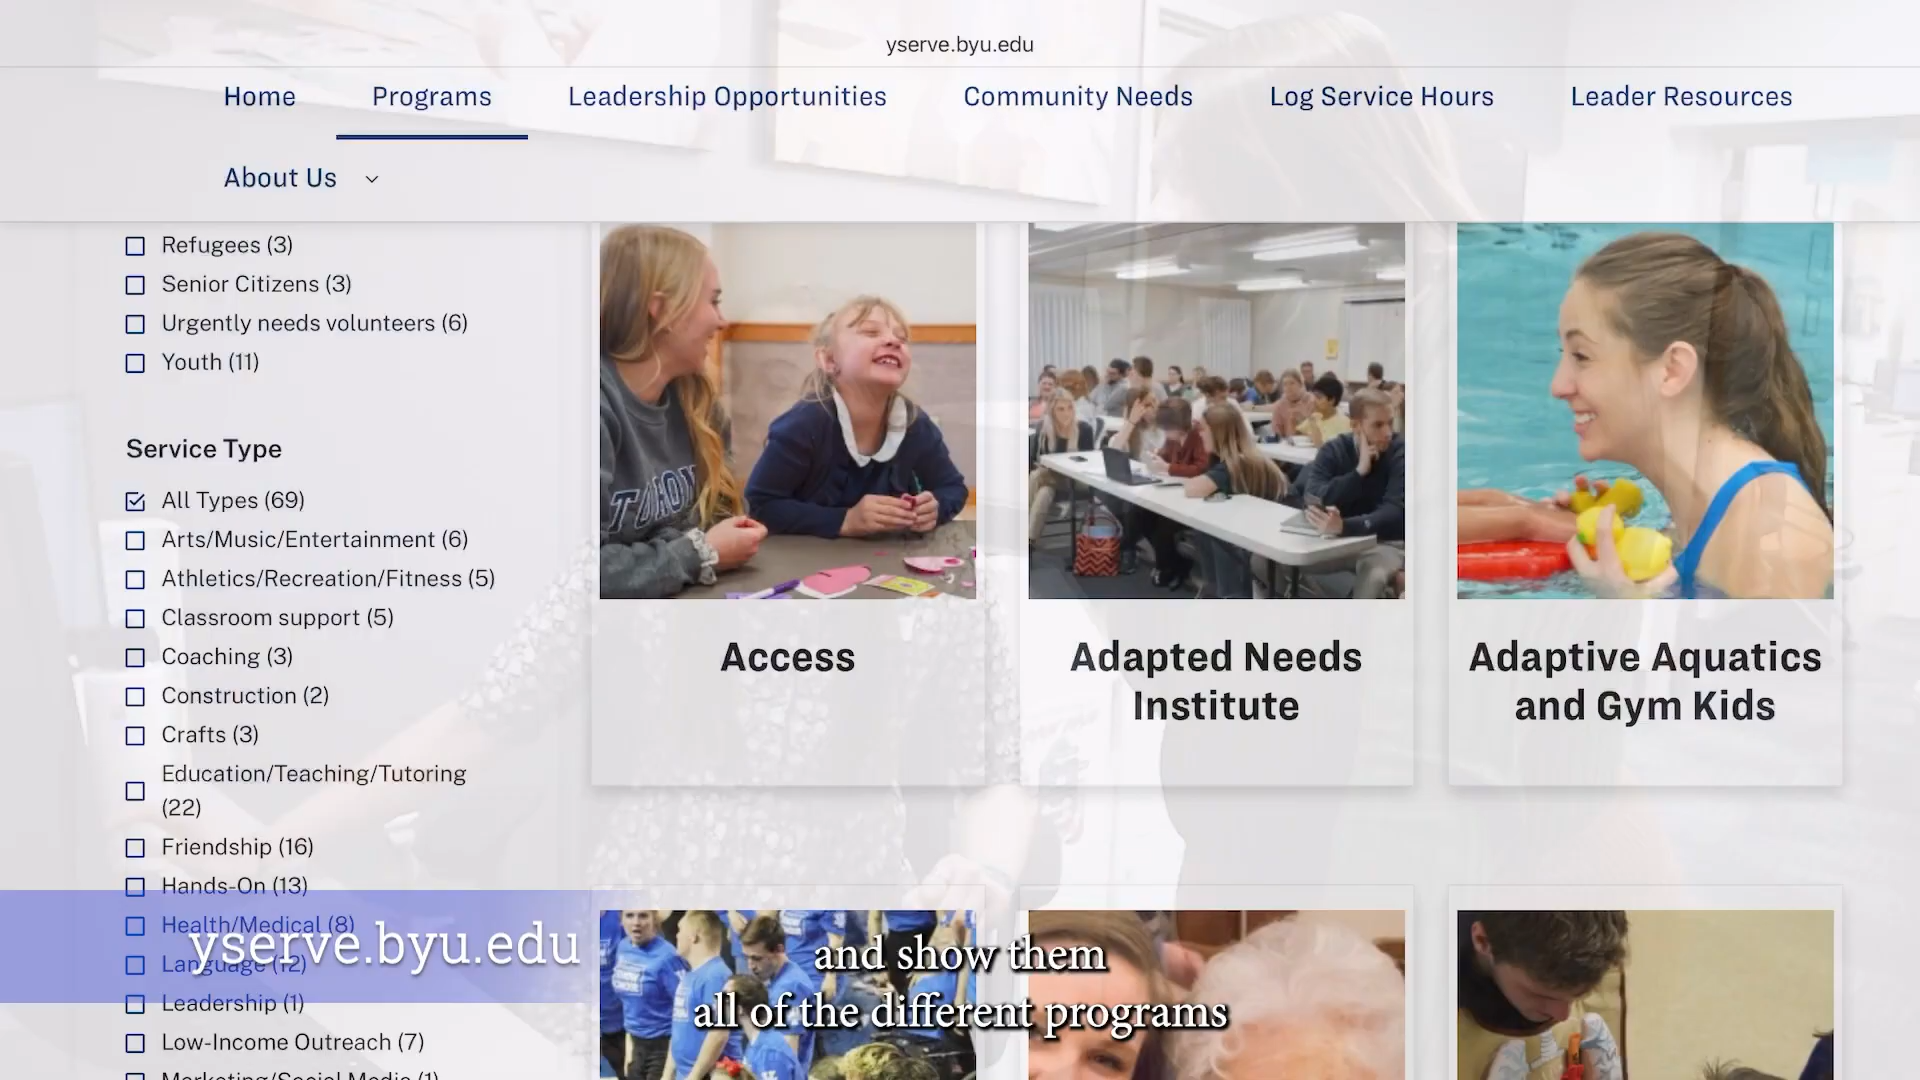 yserve.byu.edu
Home
Programs
Leadership Opportunities
Community Needs
Log Service Hours
Leader Resources
About Us
Refugees (3)
Senior Citizens (3)
Urgently needs volunteers (6)
Youth (11)
Service Type
All Types (69)
Arts/Music/Entertainment (6)
Athletics/Recreation/Fitness (5)
Classroom support (5)
Coaching (3)
Construction (2)
Crafts (3)
Education/Teaching/Tutoring
(22)
Friendship (16)
Hands-On (13)
Health/Medical (8)
Language (12)
Leadership (1)
Low-Income Outreach (7)
Marketing/Social Media (1)
Access
Adapted Needs
Institute
Adaptive Aquatics
and Gym Kids
yserve.byu.edu
and show them
all of the different programs